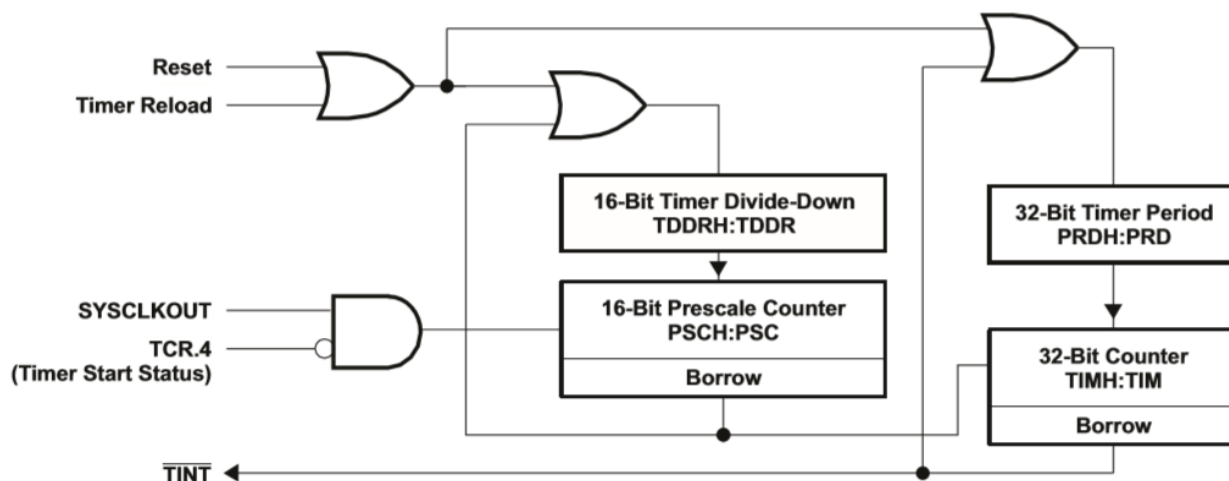 Reset
Timer Reload
16-Bit Timer Divide-Down
TDDRH:TDDR
32-Bit Timer Period
PRDH:PRD
SYSCLKOUT
TCR.4
(Timer Start Status)
16-Bit Prescale Counter
PSCH:PSC
Borrow
32-Bit Counter
TIMH:TIM
Borrow
TINT